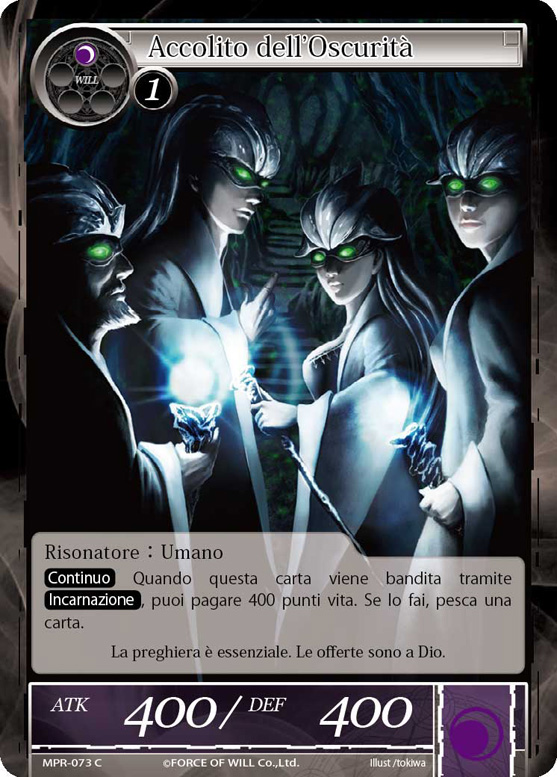 Accolito dell'Oscurità
WILL
1
Risonatore : Umano
Continuo Quando questa carta viene bandita tramite
Incarnazione, puoi pagare 400 punti vita. Se lo fai, pesca una
carta.
La preghiera è essenziale. Le offerte sono a Dio.
ATK 400 / DEF 400
MPR-073 C ©FORCE OF WILL Co.,Ltd. Illust /tokiwa